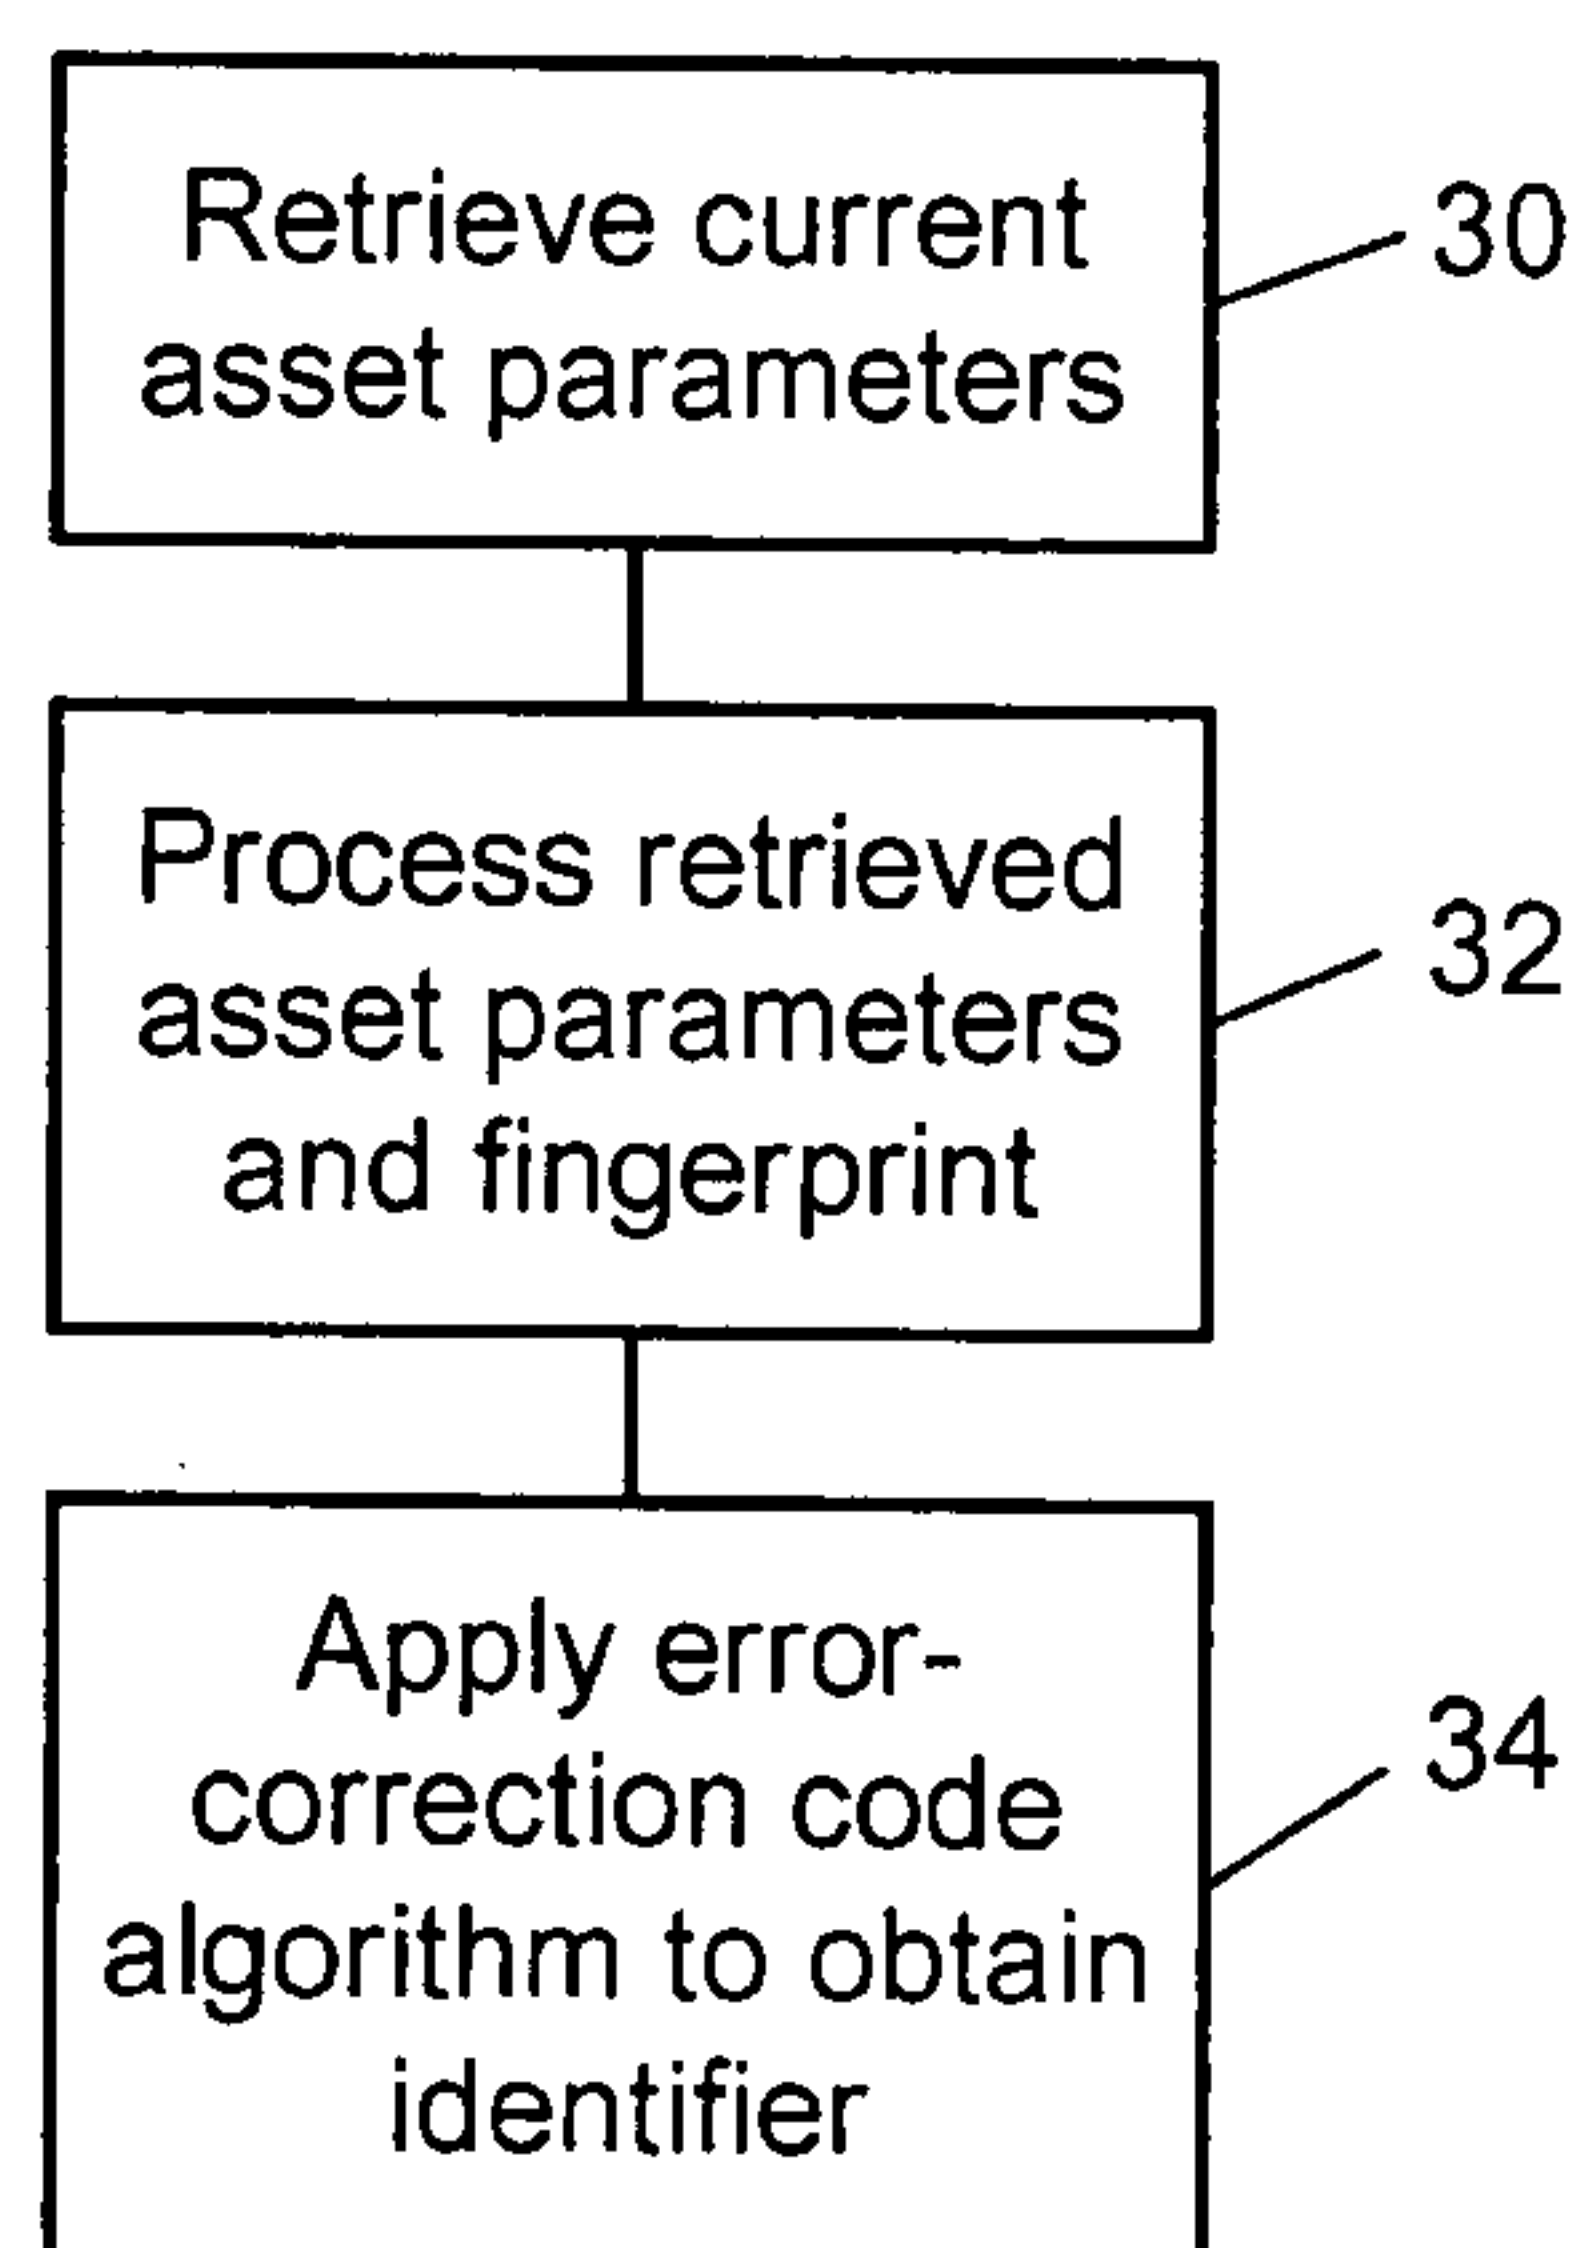 Retrieve current
asset parameters
30
Process retrieved
asset parameters
and fingerprint
32
Apply error-
correction code
algorithm to obtain
identifier
34